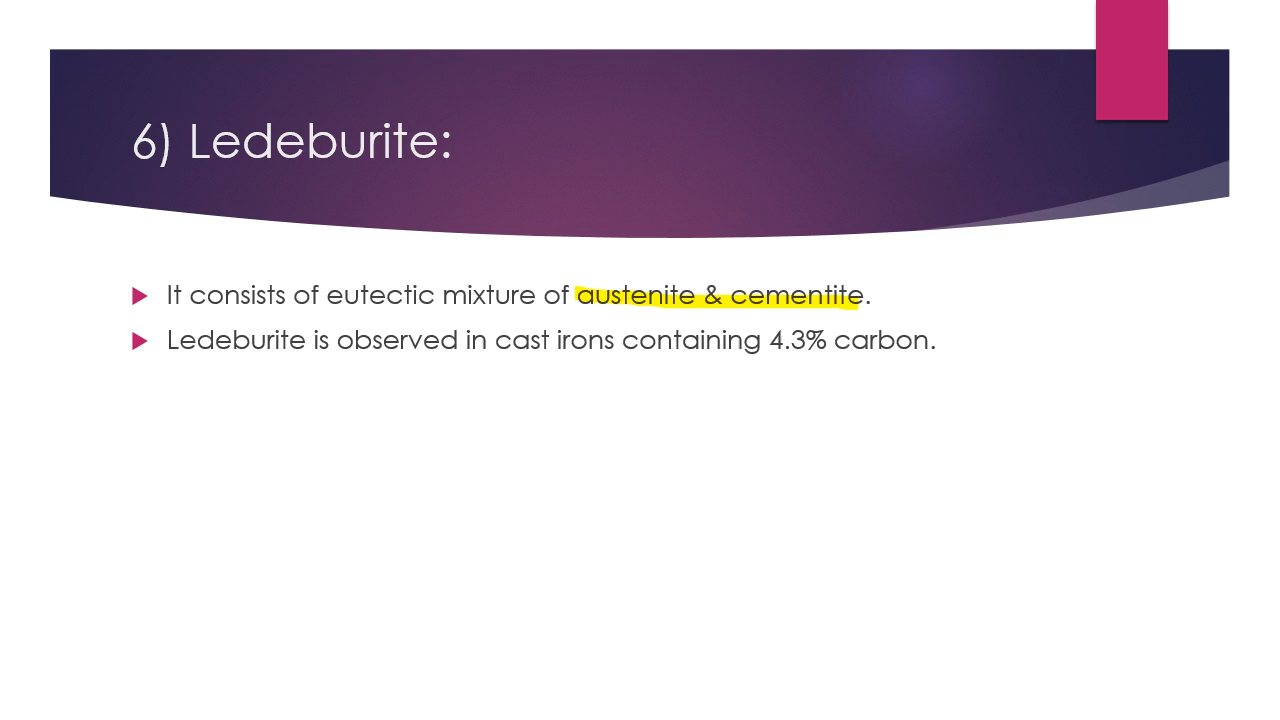 6) Ledeburite:
It consists of eutectic mixture of austenite & cementite.
Ledeburite is observed in cast irons containing 4.3% carbon.